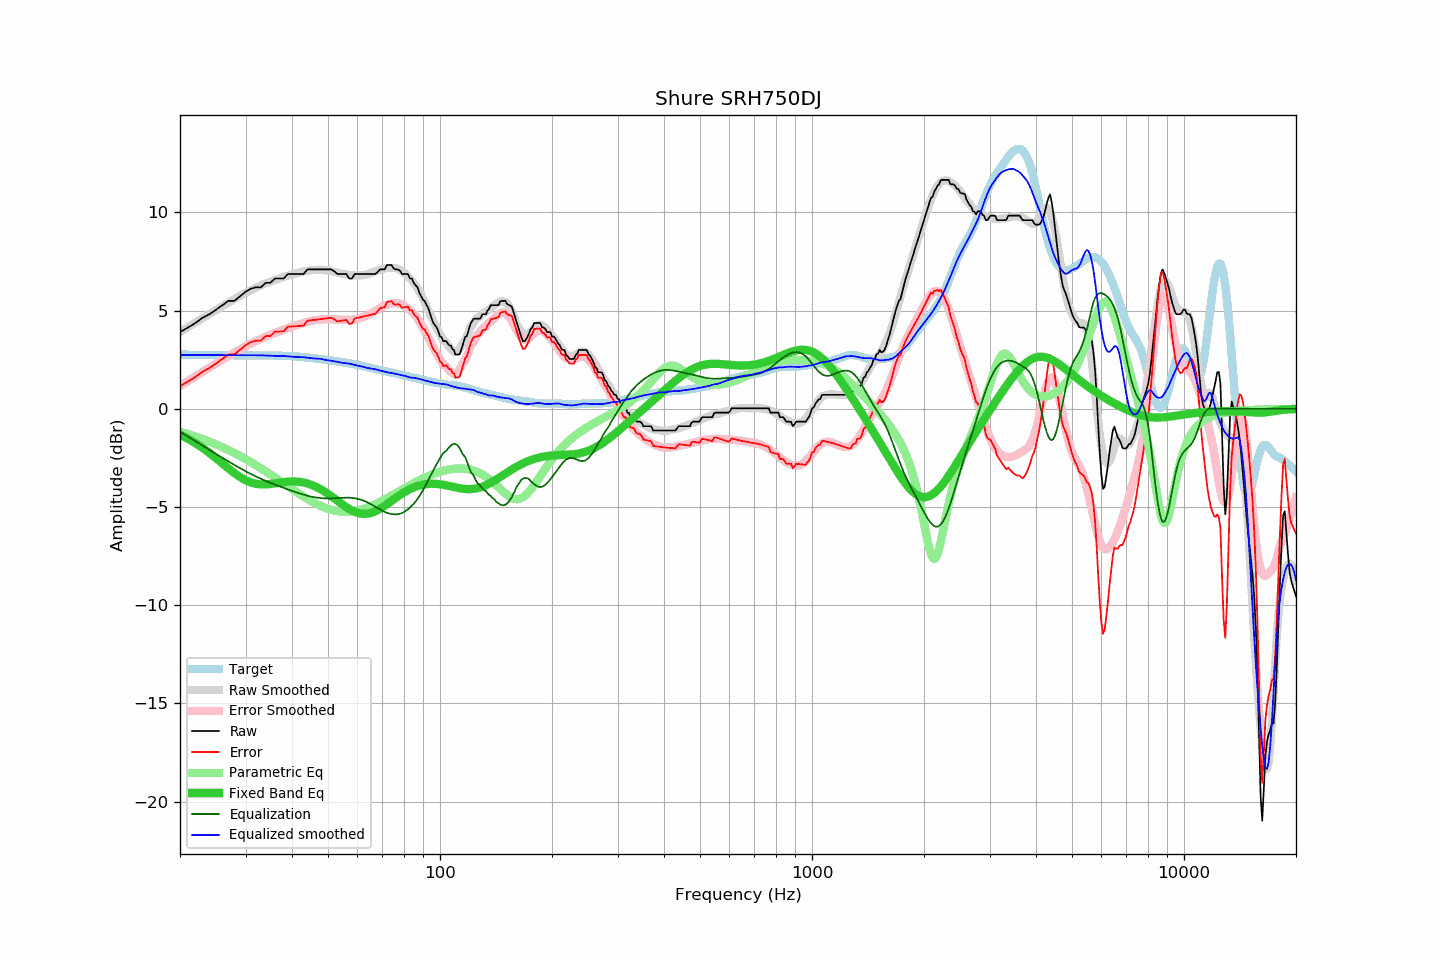 Shure SRH750DJ
Amplitude (dBr)
10
5
0
−5
−10
−15
−20
Target
Raw Smoothed
Error Smoothed
Raw
Error
Parametric Eq
Fixed Band Eq
Equalization
Equalized smoothed
100
1000
10000
Frequency (Hz)